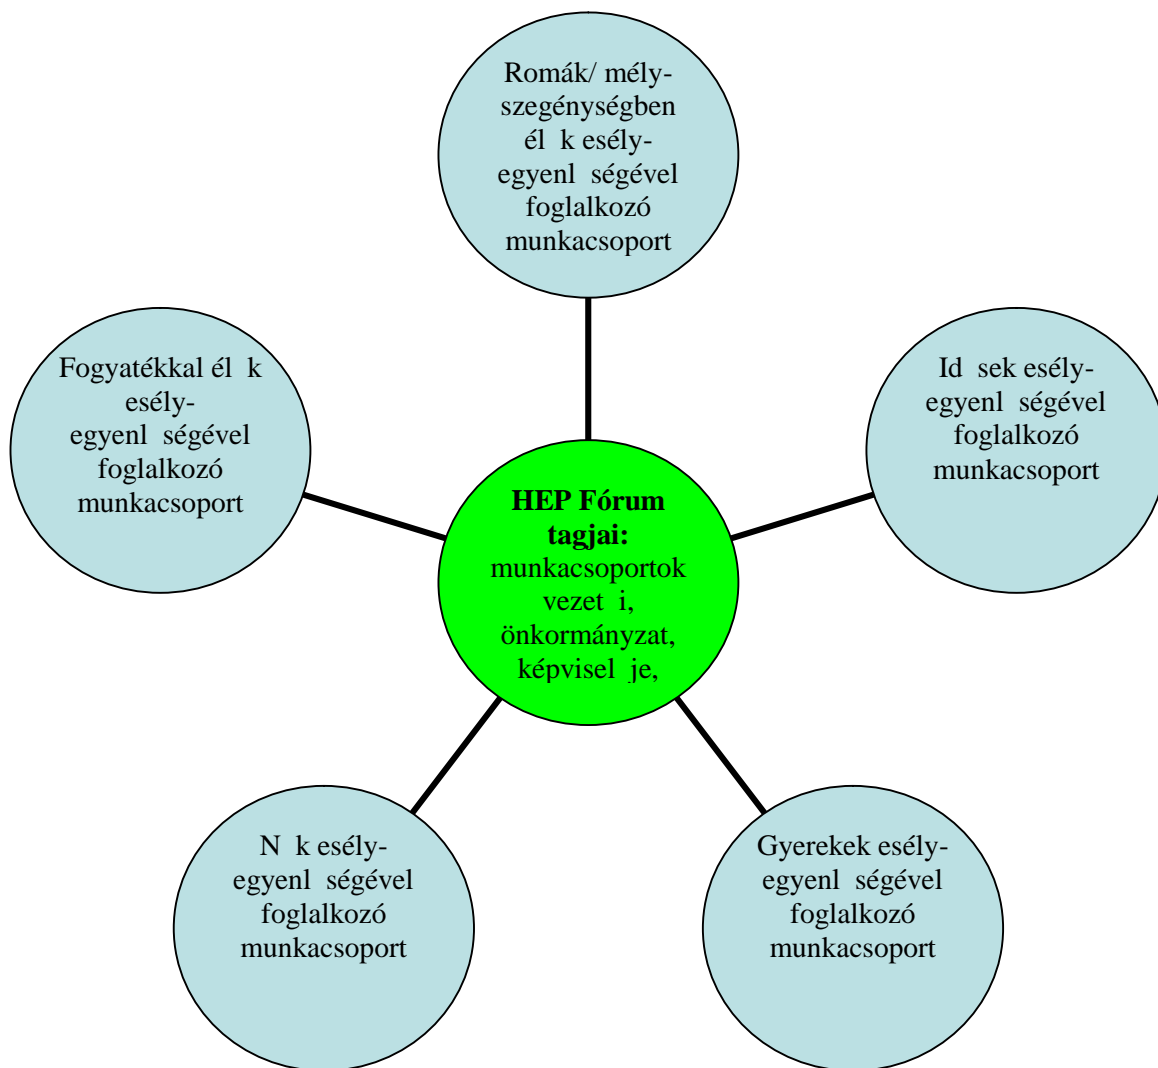 Romák/ mély-
szegénységben
él k esély-
egyenl ségével
foglalkozó
munkacsoport
Fogyatékkal él k
esély-
egyenl ségével
foglalkozó
munkacsoport
Id sek esély-
egyenl ségével
foglalkozó
munkacsoport
HEP Fórum
tagjai:
munkacsoportok
vezet i,
önkormányzat,
képvisel je,
N k esély-
egyenl ségével
foglalkozó
munkacsoport
Gyerekek esély-
egyenl ségével
foglalkozó
munkacsoport